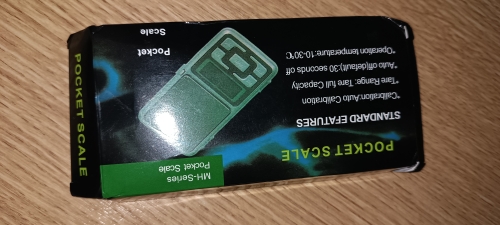 MH-Series
Pocket Scale
POCKET SCALE
STANDARD EFATURES
*Calibration:Auto Calibration
*Tare Range: Tare full Capacity
*Auto off(default):30 seconds off
*Operation temperature:10-30°C
Pocket
Scale
POCKET SCALE